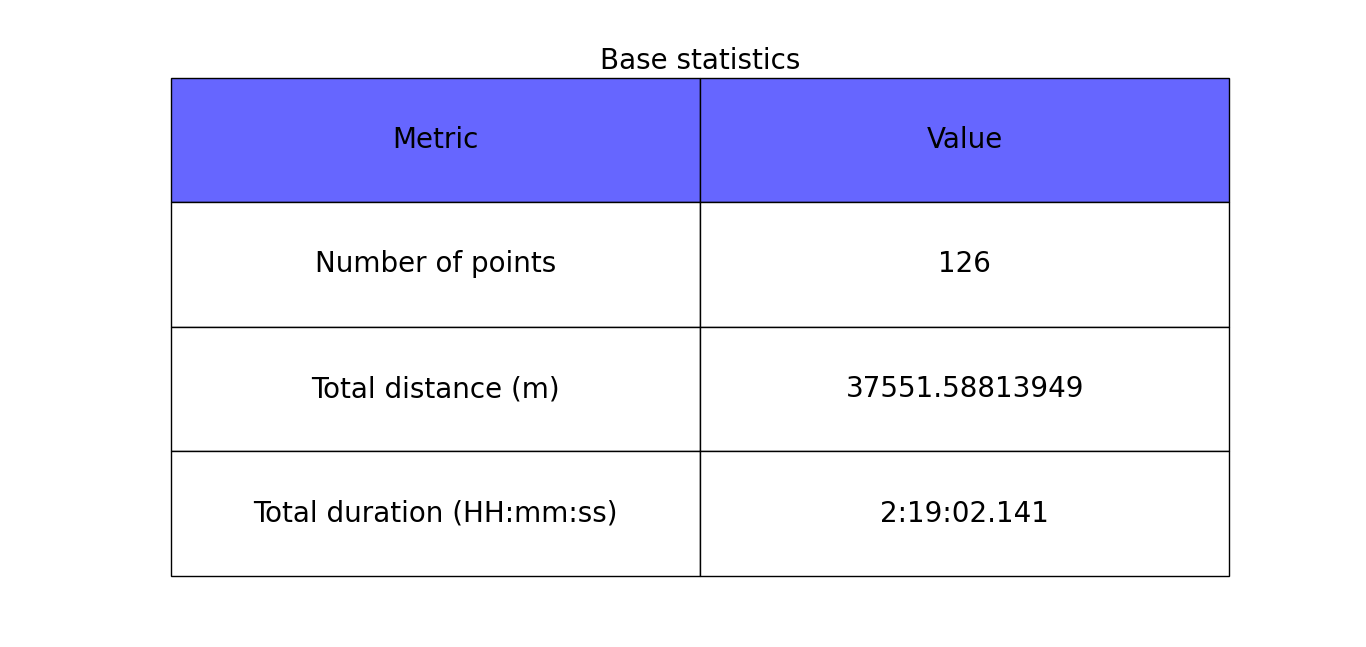 Base statistics
Metric Value
Number of points 126
Total distance (m) 37551.58813949
Total duration (HH:mm:ss) 2:19:02.141